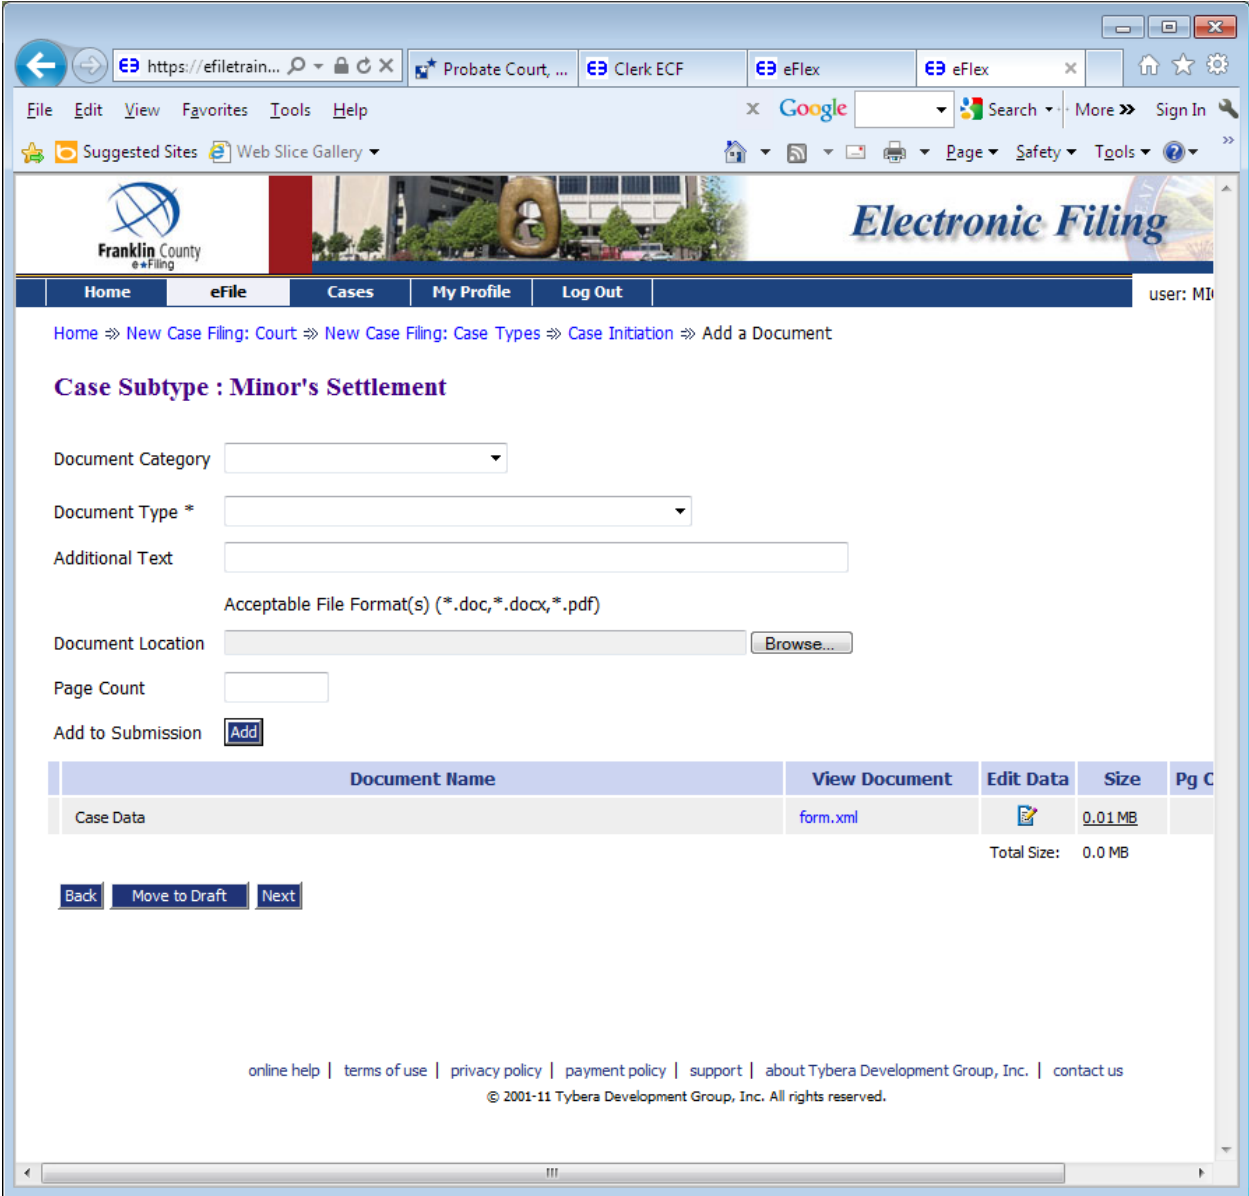 https://efiletrain...
Probate Court, ...
Clerk ECF
eFlex
eFlex
File Edit View Favorites Tools Help
Google
Search
More
Sign In
Suggested Sites
Web Slice Gallery
Page
Safety
Tools
Franklin County
e★Filing
Electronic Filing
Home eFile Cases My Profile Log Out
user: MI
Home ⇒ New Case Filing: Court ⇒ New Case Filing: Case Types ⇒ Case Initiation ⇒ Add a Document
Case Subtype : Minor's Settlement
Document Category
Document Type *
Additional Text
Acceptable File Format(s) (*.doc,*.docx,*.pdf)
Document Location
Browse...
Page Count
Add to Submission Add
Document Name View Document Edit Data Size Pg C
Case Data form.xml 0.01 MB
Total Size: 0.0 MB
Back Move to Draft Next
online help | terms of use | privacy policy | payment policy | support | about Tybera Development Group, Inc. | contact us
© 2001-11 Tybera Development Group, Inc. All rights reserved.